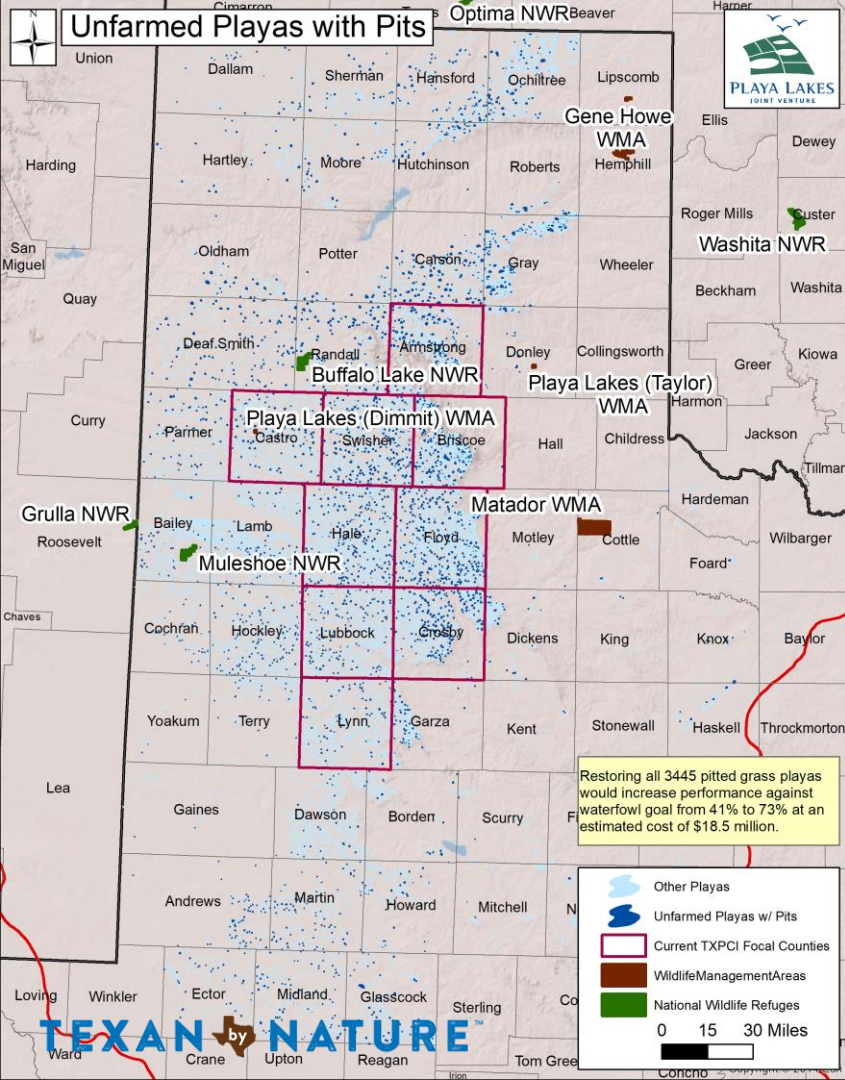 Cimarron
Optima NWR
Beaver
Harper
Unfarmed Playas with Pits
N
PLAYA LAKES
JOINT VENTURE
Union
Dallam
Sherman
Hansford
Ochiltree
Lipscomb
Gene Howe
WMA
Ellis
Dewey
Harding
Hartley
Moore
Hutchinson
Roberts
Hemphill
Roger Mills
Custer
Washita NWR
San
Miguel
Oldham
Potter
Carson
Gray
Wheeler
Beckham
Washita
Quay
Deaf Smith
Randall
Armstrong
Donley
Collingsworth
Greer
Kiowa
Buffalo Lake NWR
Playa Lakes (Taylor)
WMA
Harmon
Curry
Parmer
Playa Lakes (Dimmit) WMA
Castro
Swisher
Briscoe
Hall
Childress
Jackson
Tillmar
Grulla NWR
Roosevelt
Bailey
Lamb
Hale
Floyd
Matador WMA
Motley
Cottle
Hardeman
Wilbarger
Muleshoe NWR
Foard
Chaves
Cochran
Hockley
Lubbock
Crosby
Dickens
King
Knox
Baylor
Yoakum
Terry
Lynn
Garza
Kent
Stonewall
Haskell
Throckmorton
Lea
Restoring all 3445 pitted grass playas
would increase performance against
waterfowl goal from 41% to 73% at an
estimated cost of $18.5 million.
Gaines
Dawson
Borden
Scurry
Fi
Andrews
Martin
Howard
Mitchell
N
Other Playas
Unfarmed Playas w/ Pits
Current TXPCI Focal Counties
WildlifeManagementAreas
National Wildlife Refuges
0 15 30 Miles
Loving
Winkler
Ector
Midland
Glasscock
Sterling
Co
TEXAN by NATURE™
Ward
Crane
Upton
Reagan
Tom Gree
Irion
Concho